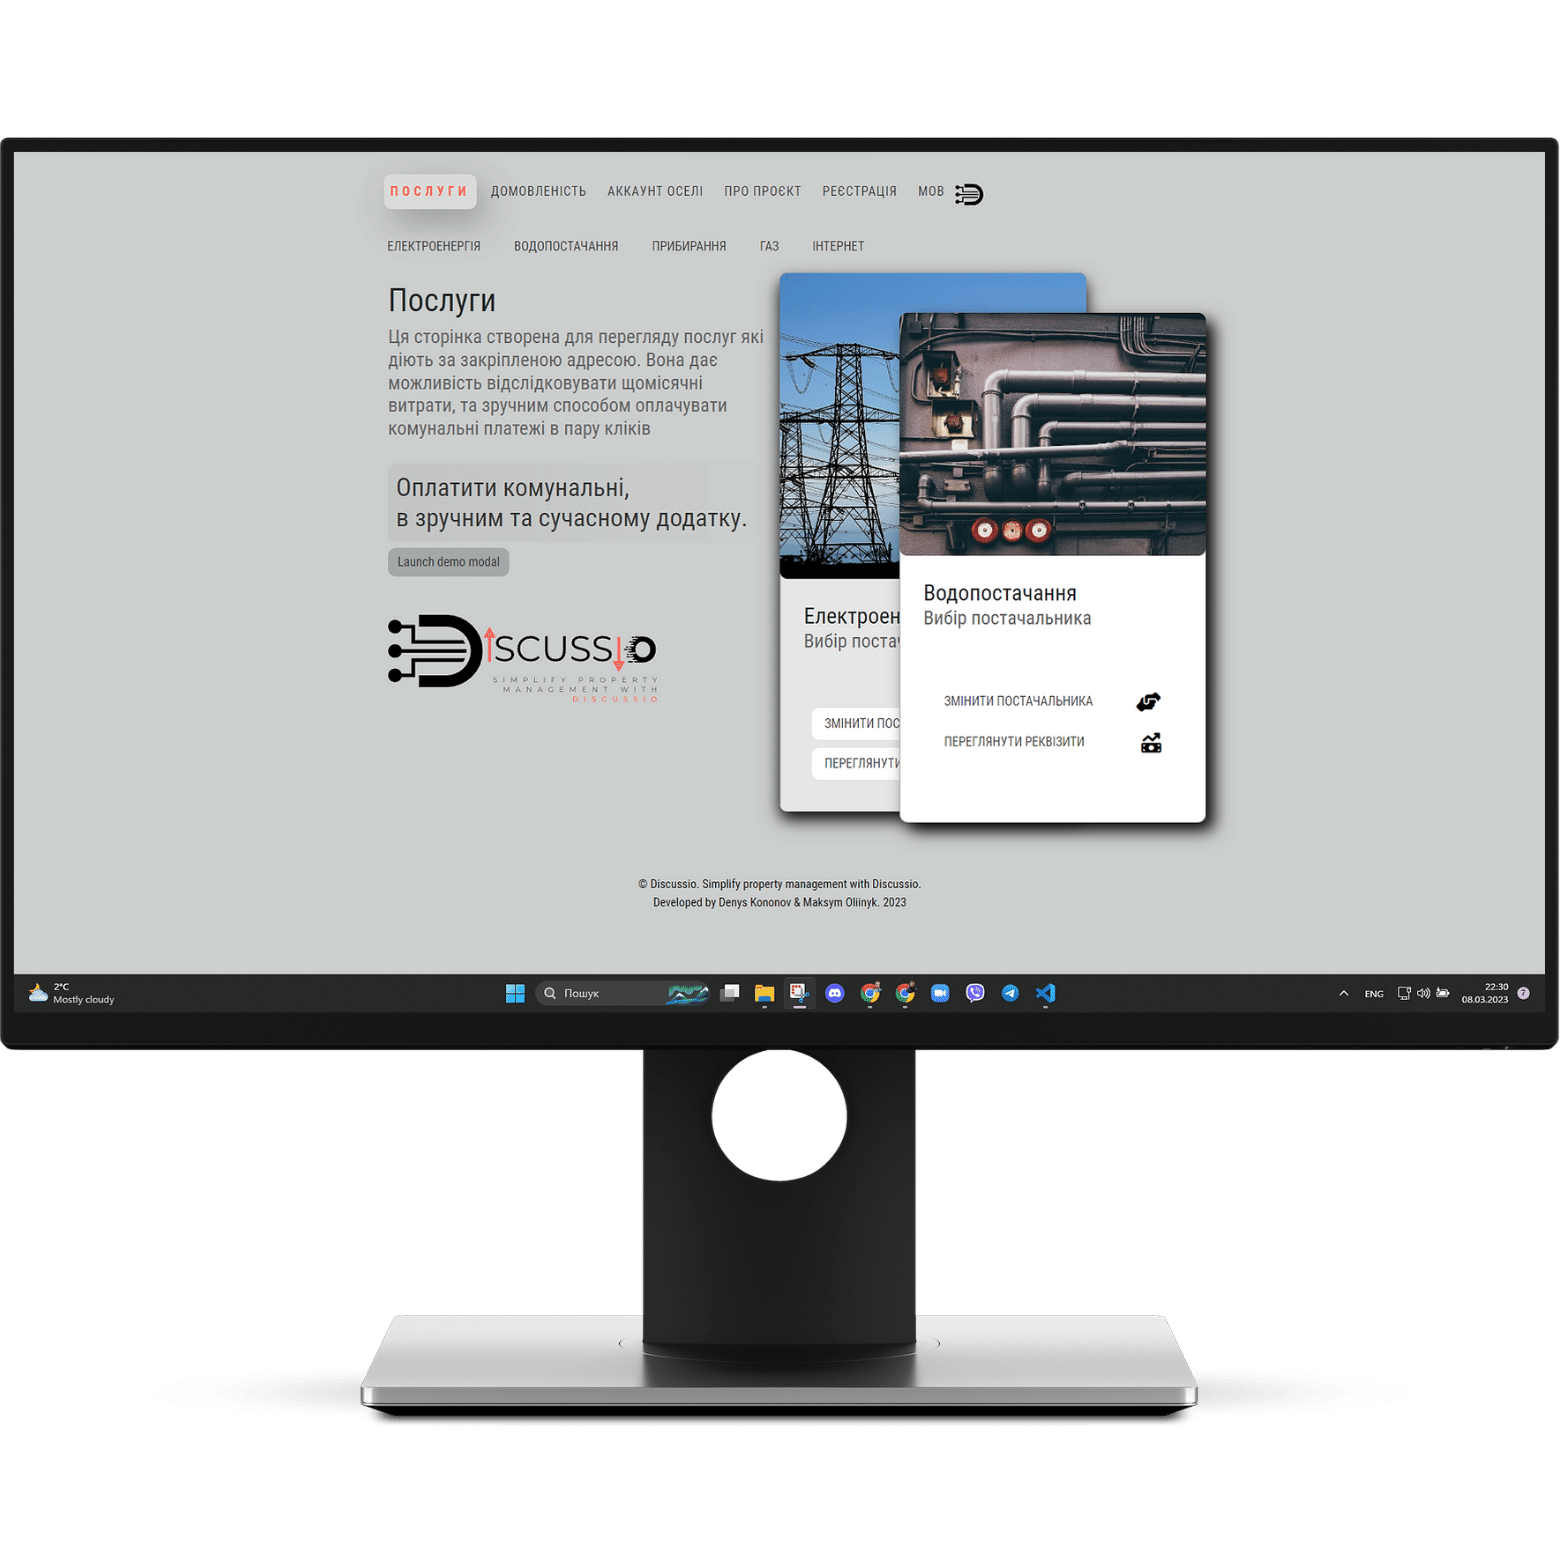 ПОСЛУГИ ДОМОВЛЕНІСТЬ АККАУНТ ОСЕЛІ ПРО ПРОЄКТ РЕЄСТРАЦІЯ МОВ
ЕЛЕКТРОЕНЕРГІЯ ВОДОПОСТАЧАННЯ ПРИБИРАННЯ ГАЗ ІНТЕРНЕТ
Послуги
Ця сторінка створена для перегляду послуг які
діють за закріпленою адресою. Вона дає
можливість відслідковувати щомісячні
витрати, та зручним способом оплачувати
комунальні платежі в пару кліків
Оплатити комунальні,
в зручним та сучасному додатку.
Launch demo modal
DISCUSSIO
SIMPLIFY PROPERTY
MANAGEMENT WITH
DISCUSSIO
Електроен
Вибір поста
ЗМІНИТИ ПОС
ПЕРЕГЛЯНУТИ
Водопостачання
Вибір постачальника
ЗМІНИТИ ПОСТАЧАЛЬНИКА
ПЕРЕГЛЯНУТИ РЕКВІЗИТИ
© Discussio. Simplify property management with Discussio.
Developed by Denys Kononov & Maksym Oliinyk. 2023
2°C
Mostly cloudy
Пошук
ENG
22:30
08.03.2023
7